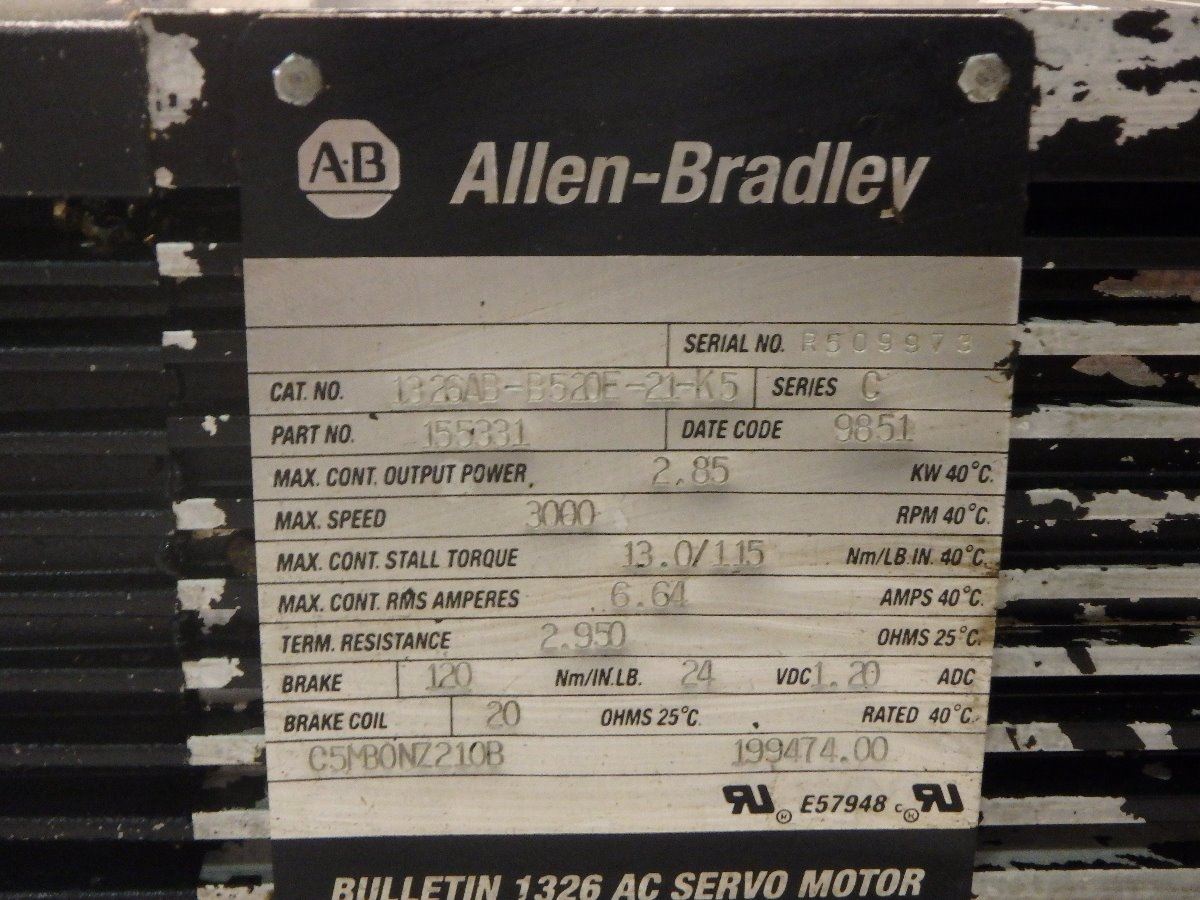 A·B Allen-Bradley
SERIAL NO. R509973
CAT. NO. 1326AB-B520E-21-K5 SERIES C
PART NO. 155331 DATE CODE 9851
MAX. CONT. OUTPUT POWER 2.85 KW 40°C.
MAX. SPEED 3000 RPM 40°C.
MAX. CONT. STALL TORQUE 13.0/115 Nm/LB.IN. 40°C.
MAX. CONT. RMS AMPERES 6.64 AMPS 40°C.
TERM. RESISTANCE 2.950 OHMS 25°C.
BRAKE 120 Nm/IN.LB. 24 VDC 1.20 ADC
BRAKE COIL 20 OHMS 25°C. RATED 40°C.
C5MB0NZ210B 199474.00
RU ® E57948 c ® RU
BULLETIN 1326 AC SERVO MOTOR